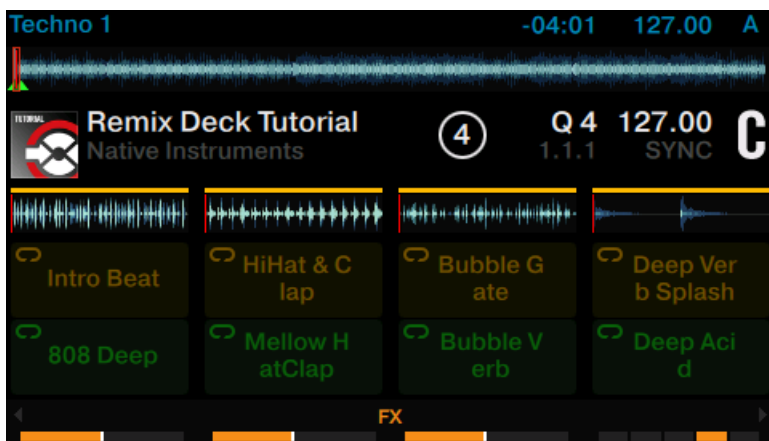 Techno 1 -04:01 127.00 A
TUTORIAL Remix Deck Tutorial 4 Q 4 127.00 C
Native Instruments 1.1.1 SYNC
Intro Beat HiHat & C Bubble G Deep Ver
lap ate b Splash
808 Deep Mellow H Bubble V Deep Aci
atClap erb d
FX